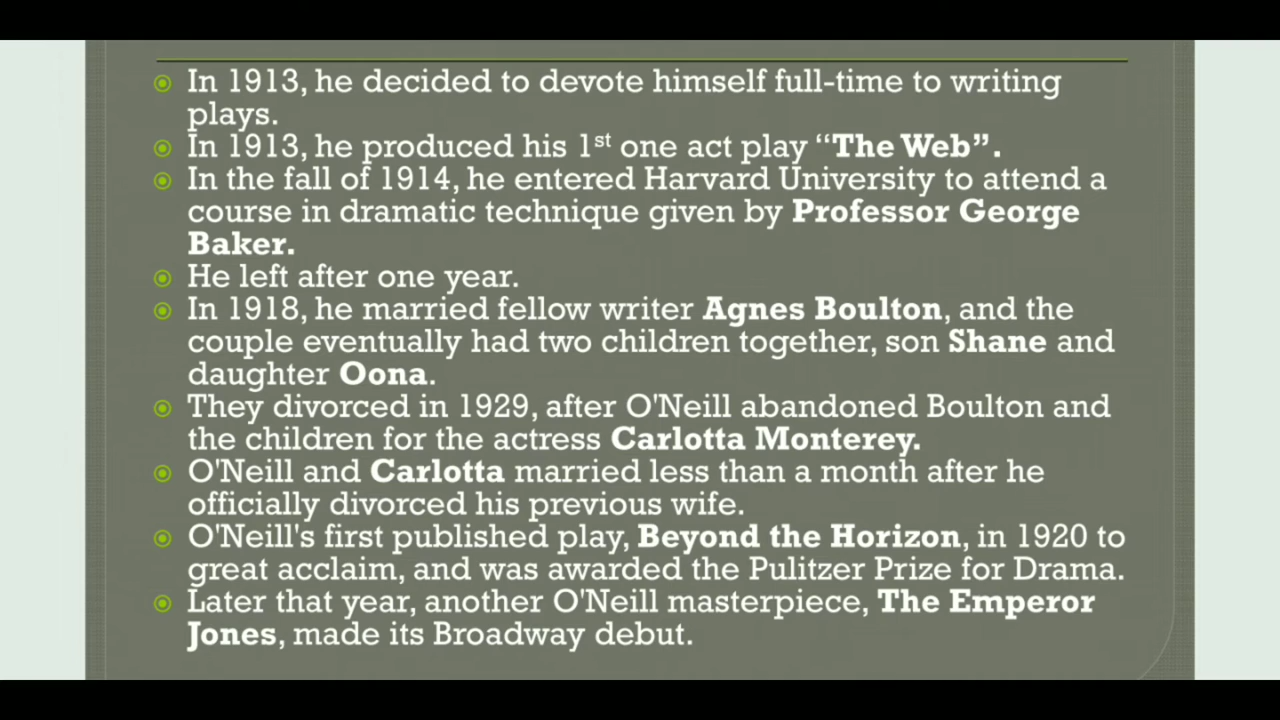 In 1913, he decided to devote himself full-time to writing
plays.
In 1913, he produced his 1st one act play “The Web”.
In the fall of 1914, he entered Harvard University to attend a
course in dramatic technique given by Professor George
Baker.
He left after one year.
In 1918, he married fellow writer Agnes Boulton, and the
couple eventually had two children together, son Shane and
daughter Oona.
They divorced in 1929, after O'Neill abandoned Boulton and
the children for the actress Carlotta Monterey.
O'Neill and Carlotta married less than a month after he
officially divorced his previous wife.
O'Neill's first published play, Beyond the Horizon, in 1920 to
great acclaim, and was awarded the Pulitzer Prize for Drama.
Later that year, another O'Neill masterpiece, The Emperor
Jones, made its Broadway debut.